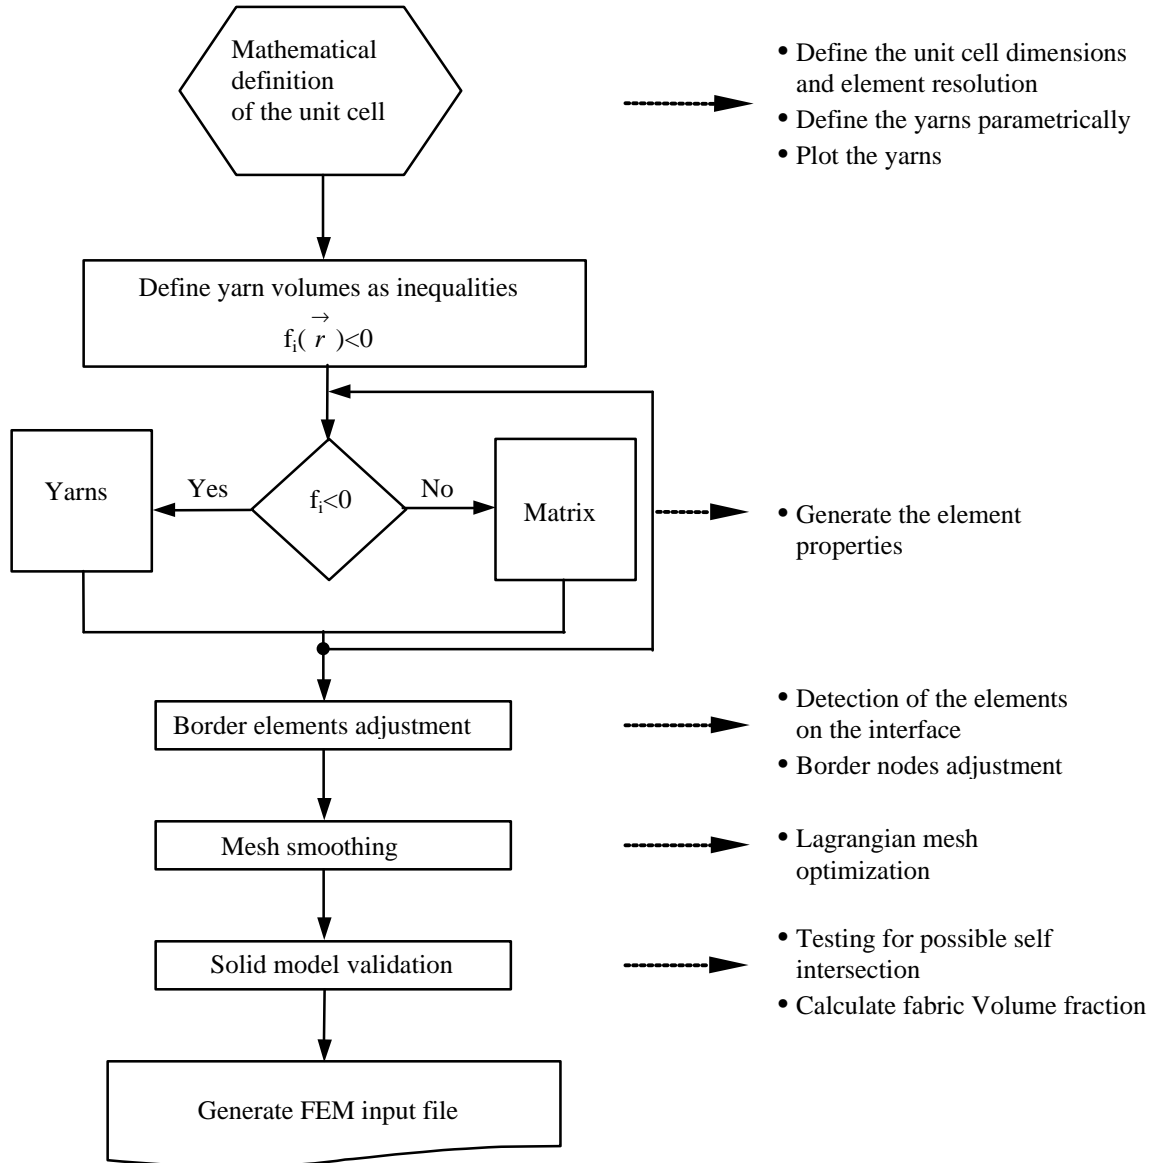 Mathematical
definition
of the unit cell
• Define the unit cell dimensions
and element resolution
• Define the yarns parametrically
• Plot the yarns
Define yarn volumes as inequalities
fᵢ( r⃗ )<0
Yarns
Yes
fᵢ<0
No
Matrix
• Generate the element
properties
Border elements adjustment
• Detection of the elements
on the interface
• Border nodes adjustment
Mesh smoothing
• Lagrangian mesh
optimization
Solid model validation
• Testing for possible self
intersection
• Calculate fabric Volume fraction
Generate FEM input file